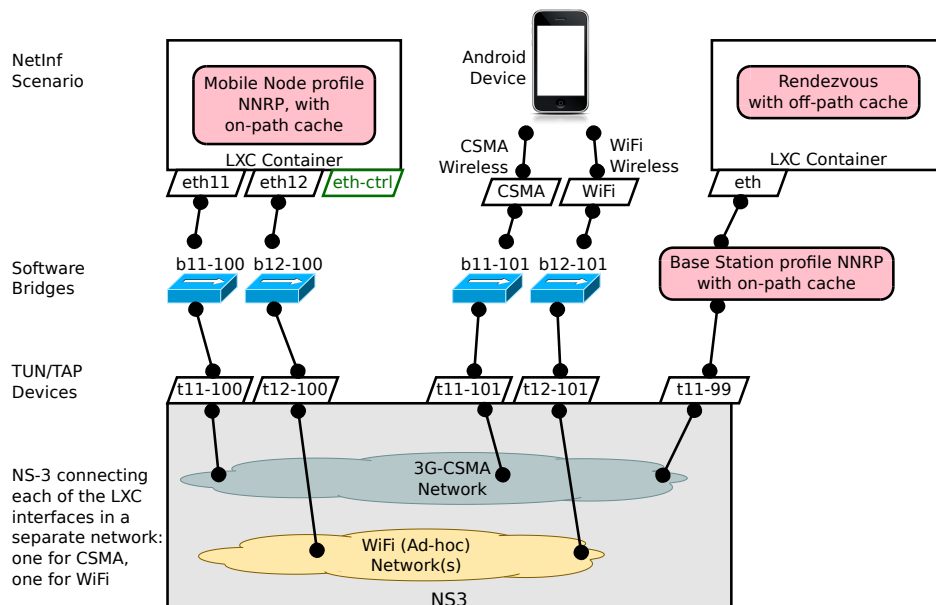 NetInf
Scenario
Mobile Node profile
NNRP, with
on-path cache
LXC Container
eth11
eth12
eth-ctrl
Android
Device
CSMA
Wireless
WiFi
Wireless
CSMA
WiFi
Rendezvous
with off-path cache
LXC Container
eth
Software
Bridges
b11-100
b12-100
b11-101
b12-101
Base Station profile NNRP
with on-path cache
TUN/TAP
Devices
t11-100
t12-100
t11-101
t12-101
t11-99
NS-3 connecting
each of the LXC
interfaces in a
separate network:
one for CSMA,
one for WiFi
3G-CSMA
Network
WiFi (Ad-hoc)
Network(s)
NS3